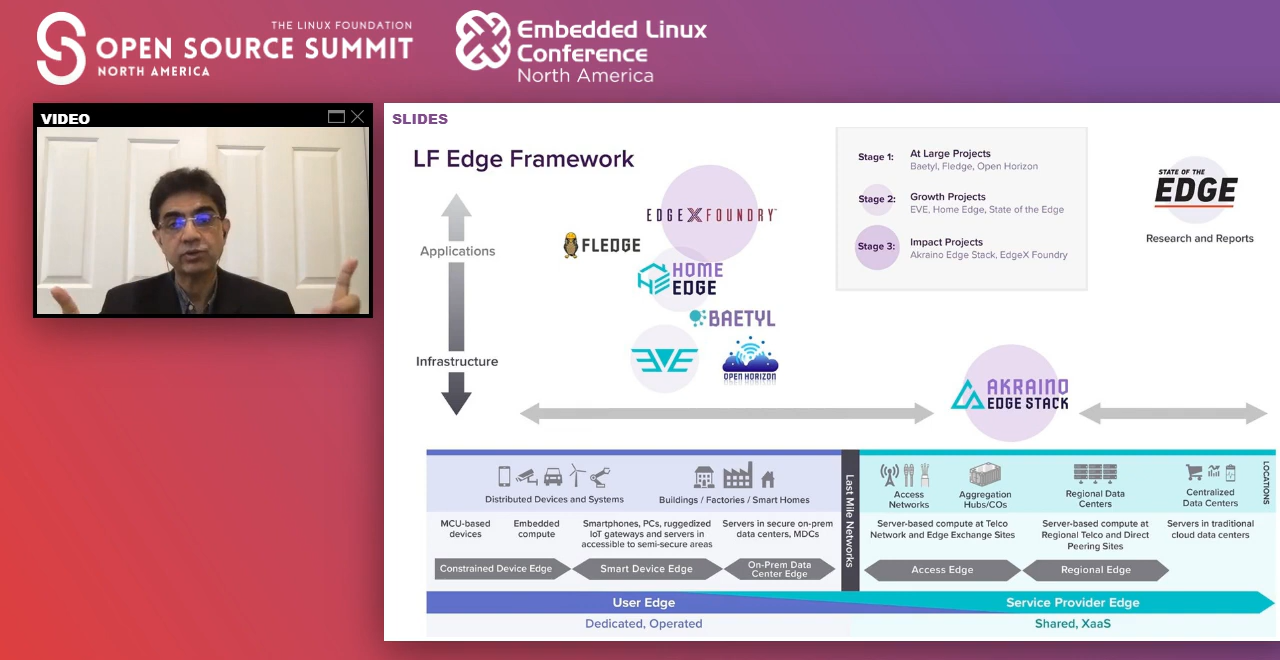 THE LINUX FOUNDATION
OPEN SOURCE SUMMIT
NORTH AMERICA
Embedded Linux
Conference
North America
VIDEO
SLIDES
LF Edge Framework
Applications
Infrastructure
EDGE X FOUNDRY
FLEDGE
HOME
EDGE
BAETYL
EVE
OPEN HORIZON
Stage 1:
At Large Projects
Baetyl, Fledge, Open Horizon
Stage 2:
Growth Projects
EVE, Home Edge, State of the Edge
Stage 3:
Impact Projects
Akraino Edge Stack, EdgeX Foundry
STATE OF THE
EDGE
Research and Reports
AKRAINO
EDGE STACK
Distributed Devices and Systems
Buildings / Factories / Smart Homes
Last Mile Networks
Access
Networks
Aggregation
Hubs/COs
Regional Data
Centers
Centralized
Data Centers
LOCATIONS
MCU-based
devices
Embedded
compute
Smartphones, PCs, ruggedized
IoT gateways and servers in
accessible to semi-secure areas
Servers in secure on-prem
data centers, MDCs
Server-based compute at Telco
Network and Edge Exchange Sites
Server-based compute at
Regional Telco and Direct
Peering Sites
Servers in traditional
cloud data centers
Constrained Device Edge
Smart Device Edge
On-Prem Data
Center Edge
Access Edge
Regional Edge
User Edge
Service Provider Edge
Dedicated, Operated
Shared, XaaS